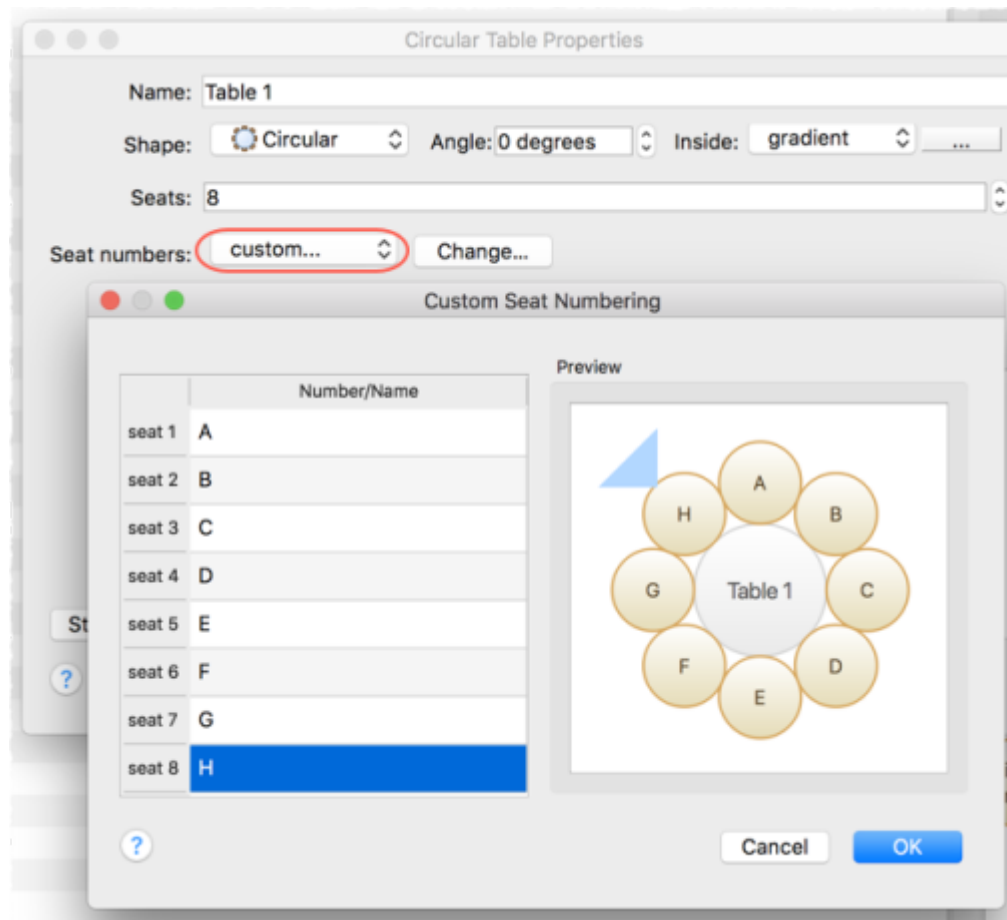 Circular Table Properties
Name: Table 1
Shape: Circular Angle: 0 degrees Inside: gradient ...
Seats: 8
Seat numbers: custom... Change...
St
?
Custom Seat Numbering
Number/Name
seat 1 A
seat 2 B
seat 3 C
seat 4 D
seat 5 E
seat 6 F
seat 7 G
seat 8 H
Preview
A
H B
G Table 1 C
F D
E
? Cancel OK